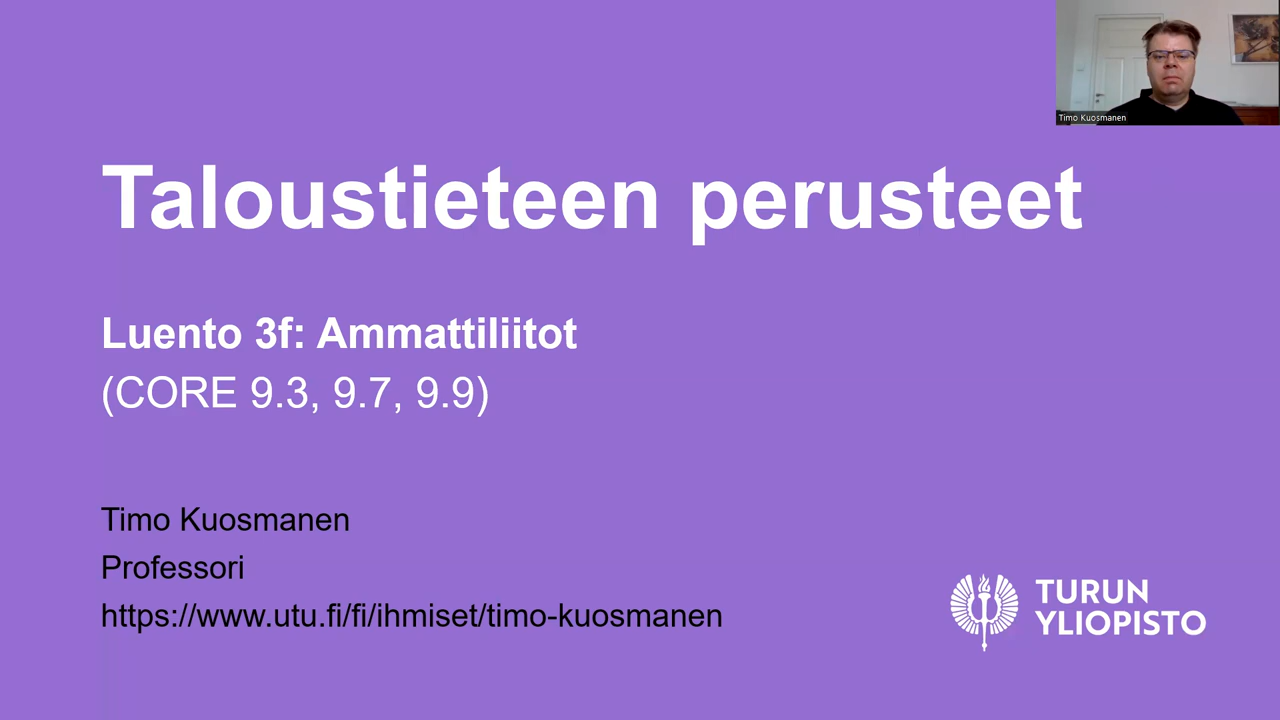 Timo Kuosmanen
Taloustieteen perusteet
Luento 3f: Ammattiliitot
(CORE 9.3, 9.7, 9.9)
Timo Kuosmanen
Professori
https://www.utu.fi/fi/ihmiset/timo-kuosmanen
TURUN
YLIOPISTO